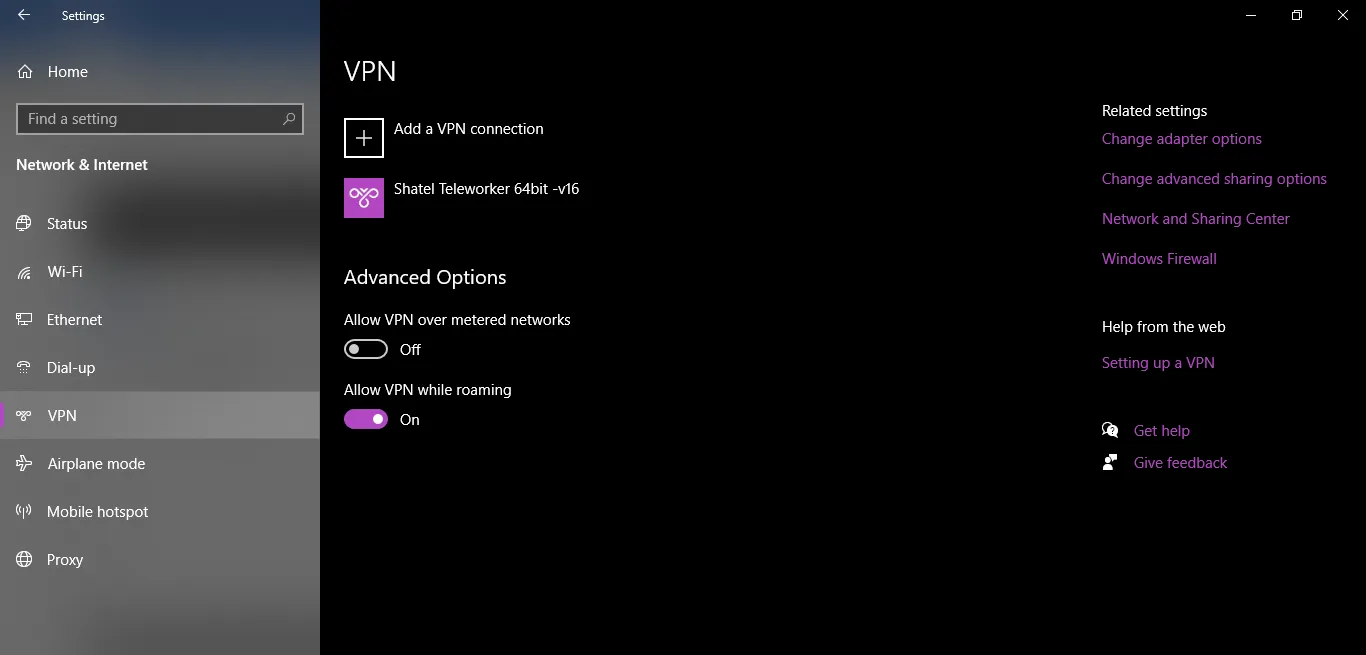 Settings
Home
Find a setting
Network & Internet
Status
Wi-Fi
Ethernet
Dial-up
VPN
Airplane mode
Mobile hotspot
Proxy
VPN
Add a VPN connection
Shatel Teleworker 64bit -v16
Advanced Options
Allow VPN over metered networks
Off
Allow VPN while roaming
On
Related settings
Change adapter options
Change advanced sharing options
Network and Sharing Center
Windows Firewall
Help from the web
Setting up a VPN
Get help
Give feedback